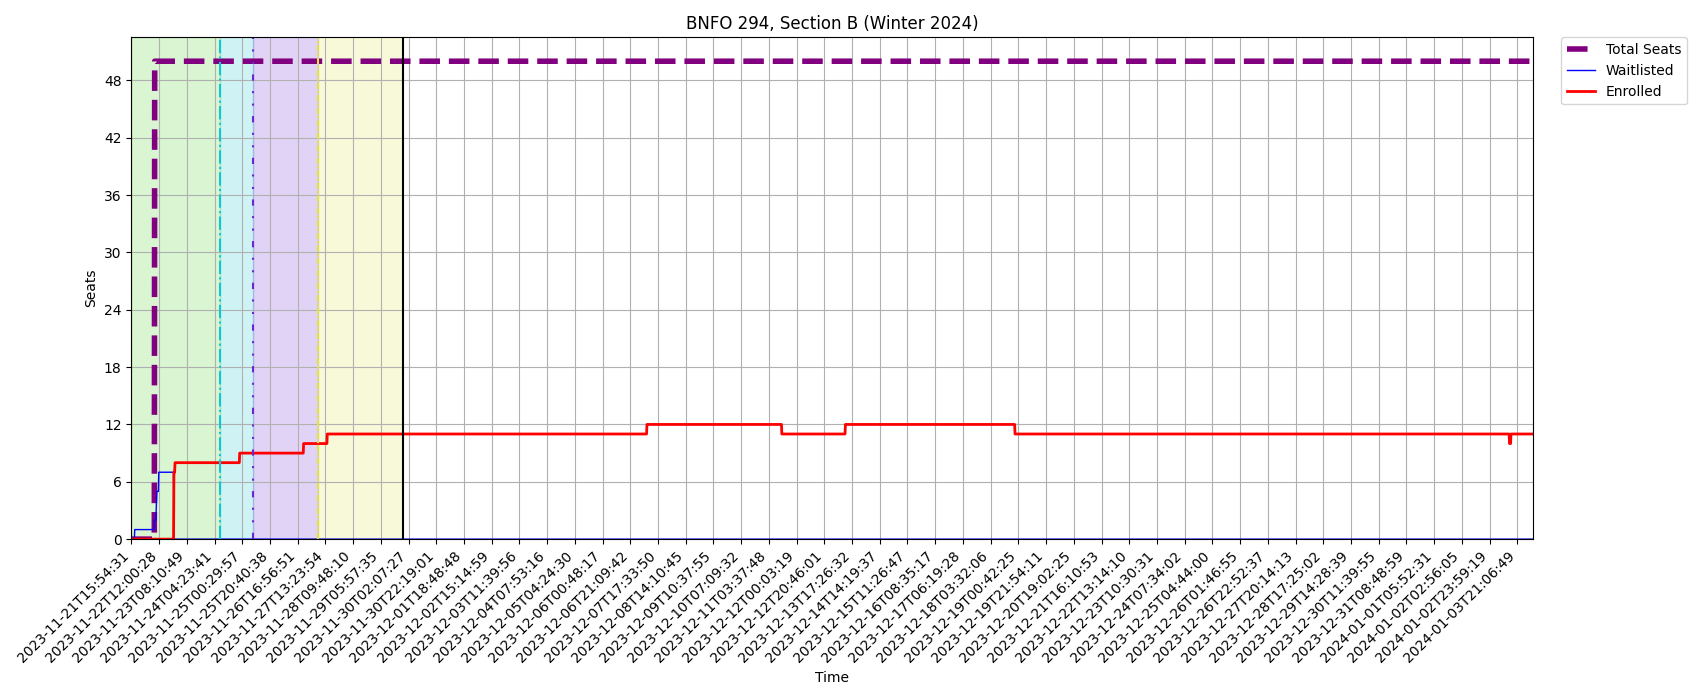 BNFO 294, Section B (Winter 2024)
Total Seats
Waitlisted
Enrolled
48
42
36
30
24
18
12
6
0
Seats
2023-11-21T15:54:31
2023-11-22T12:00:28
2023-11-23T08:10:49
2023-11-24T04:23:41
2023-11-25T00:29:57
2023-11-25T20:40:38
2023-11-26T16:56:51
2023-11-27T13:23:54
2023-11-28T09:48:10
2023-11-29T05:57:35
2023-11-30T02:07:27
2023-11-30T22:19:01
2023-12-01T18:48:48
2023-12-02T15:14:59
2023-12-03T11:39:56
2023-12-04T07:53:16
2023-12-05T04:24:30
2023-12-06T00:48:17
2023-12-06T21:09:42
2023-12-07T17:33:50
2023-12-08T14:10:45
2023-12-09T10:37:55
2023-12-10T07:09:32
2023-12-11T03:37:48
2023-12-12T00:03:19
2023-12-12T20:46:01
2023-12-13T17:26:32
2023-12-14T14:19:37
2023-12-15T11:26:47
2023-12-16T08:35:17
2023-12-17T06:19:28
2023-12-18T03:32:06
2023-12-19T00:42:25
2023-12-19T21:54:11
2023-12-20T19:02:25
2023-12-21T16:10:53
2023-12-22T13:14:10
2023-12-23T10:30:31
2023-12-24T07:34:02
2023-12-25T04:44:00
2023-12-26T01:46:55
2023-12-26T22:52:37
2023-12-27T20:14:13
2023-12-28T17:25:02
2023-12-29T14:28:39
2023-12-30T11:39:55
2023-12-31T08:48:59
2024-01-01T05:52:31
2024-01-02T02:56:05
2024-01-02T23:59:19
2024-01-03T21:06:49
Time